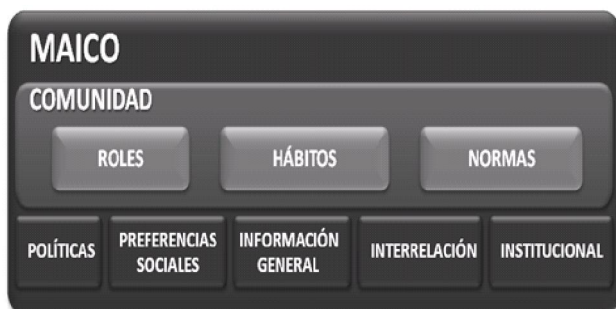 MAICO
COMUNIDAD
ROLES HÁBITOS NORMAS
POLÍTICAS PREFERENCIAS SOCIALES INFORMACIÓN GENERAL INTERRELACIÓN INSTITUCIONAL